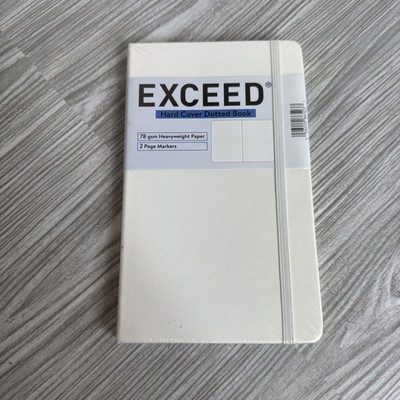 EXCEED®
Hard Cover Dotted Book
78 gsm Heavyweight Paper
2 Page Markers